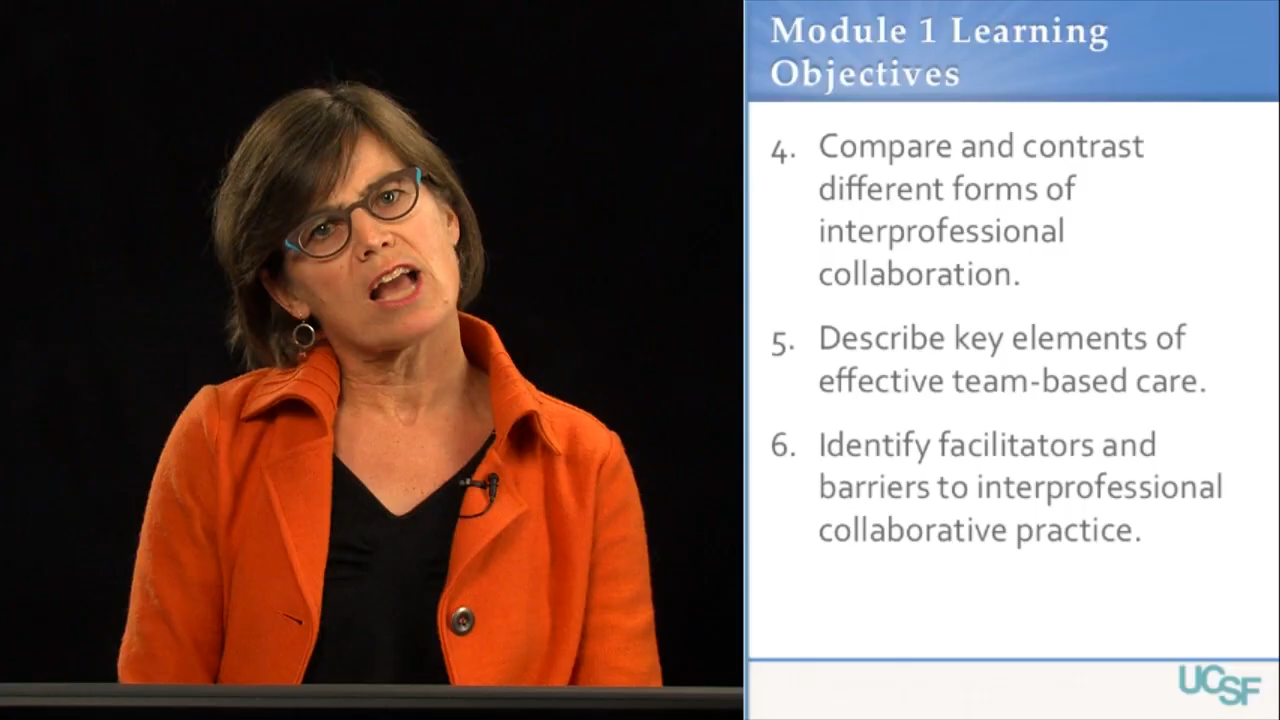 Module 1 Learning
Objectives
4. Compare and contrast
different forms of
interprofessional
collaboration.
5. Describe key elements of
effective team-based care.
6. Identify facilitators and
barriers to interprofessional
collaborative practice.
UCSF